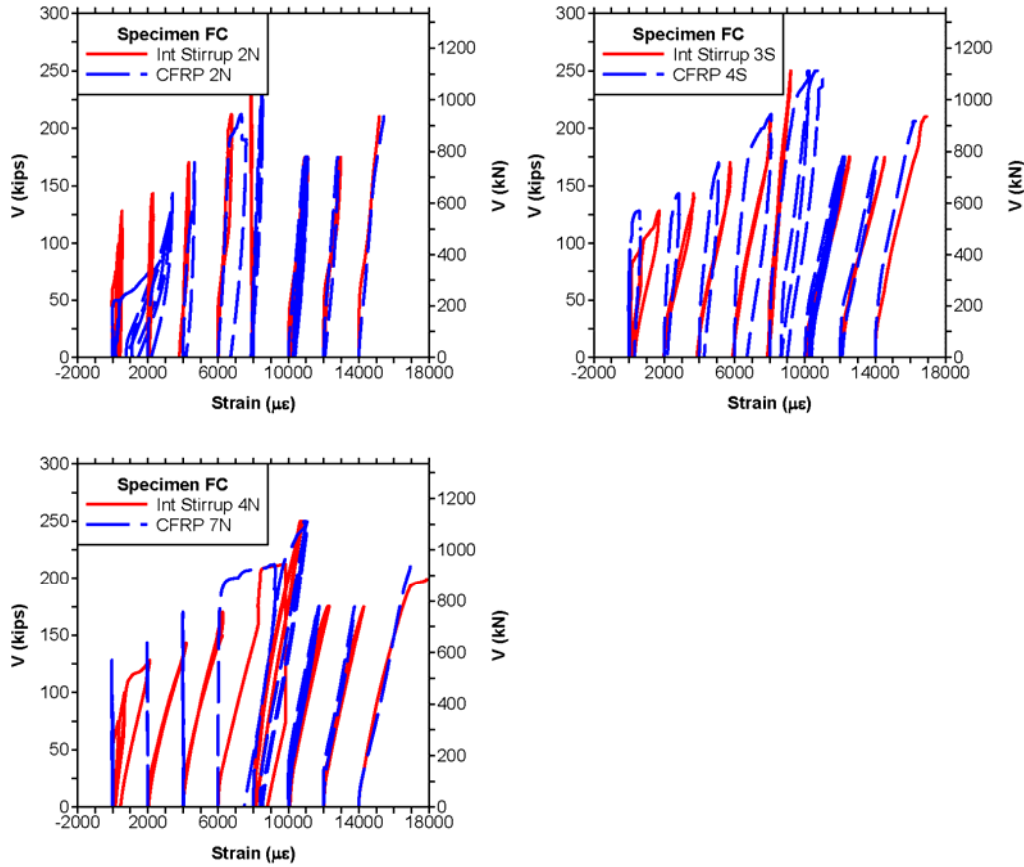 Specimen FC
Int Stirrup 2N
CFRP 2N
V (kips)
300
250
200
150
100
50
0
V (kN)
1200
1000
800
600
400
200
0
-2000 2000 6000 10000 14000 18000
Strain (με)
Specimen FC
Int Stirrup 3S
CFRP 4S
V (kips)
300
250
200
150
100
50
0
V (kN)
1200
1000
800
600
400
200
0
-2000 2000 6000 10000 14000 18000
Strain (με)
Specimen FC
Int Stirrup 4N
CFRP 7N
V (kips)
300
250
200
150
100
50
0
V (kN)
1200
1000
800
600
400
200
0
-2000 2000 6000 10000 14000 18000
Strain (με)